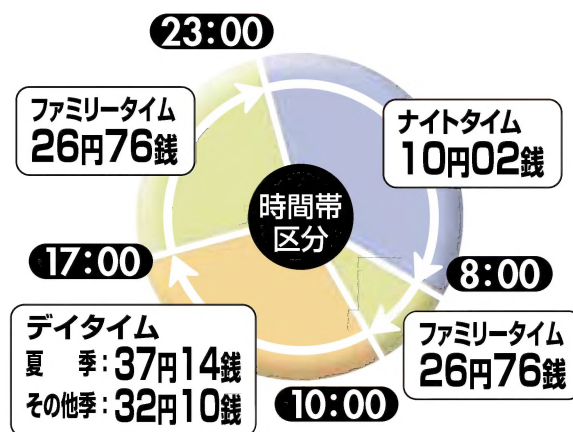 23:00
ファミリータイム
26円76銭
ナイトタイム
10円02銭
時間帯
区分
17:00
8:00
デイタイム
夏　季：37円14銭
その他季：32円10銭
ファミリータイム
26円76銭
10:00